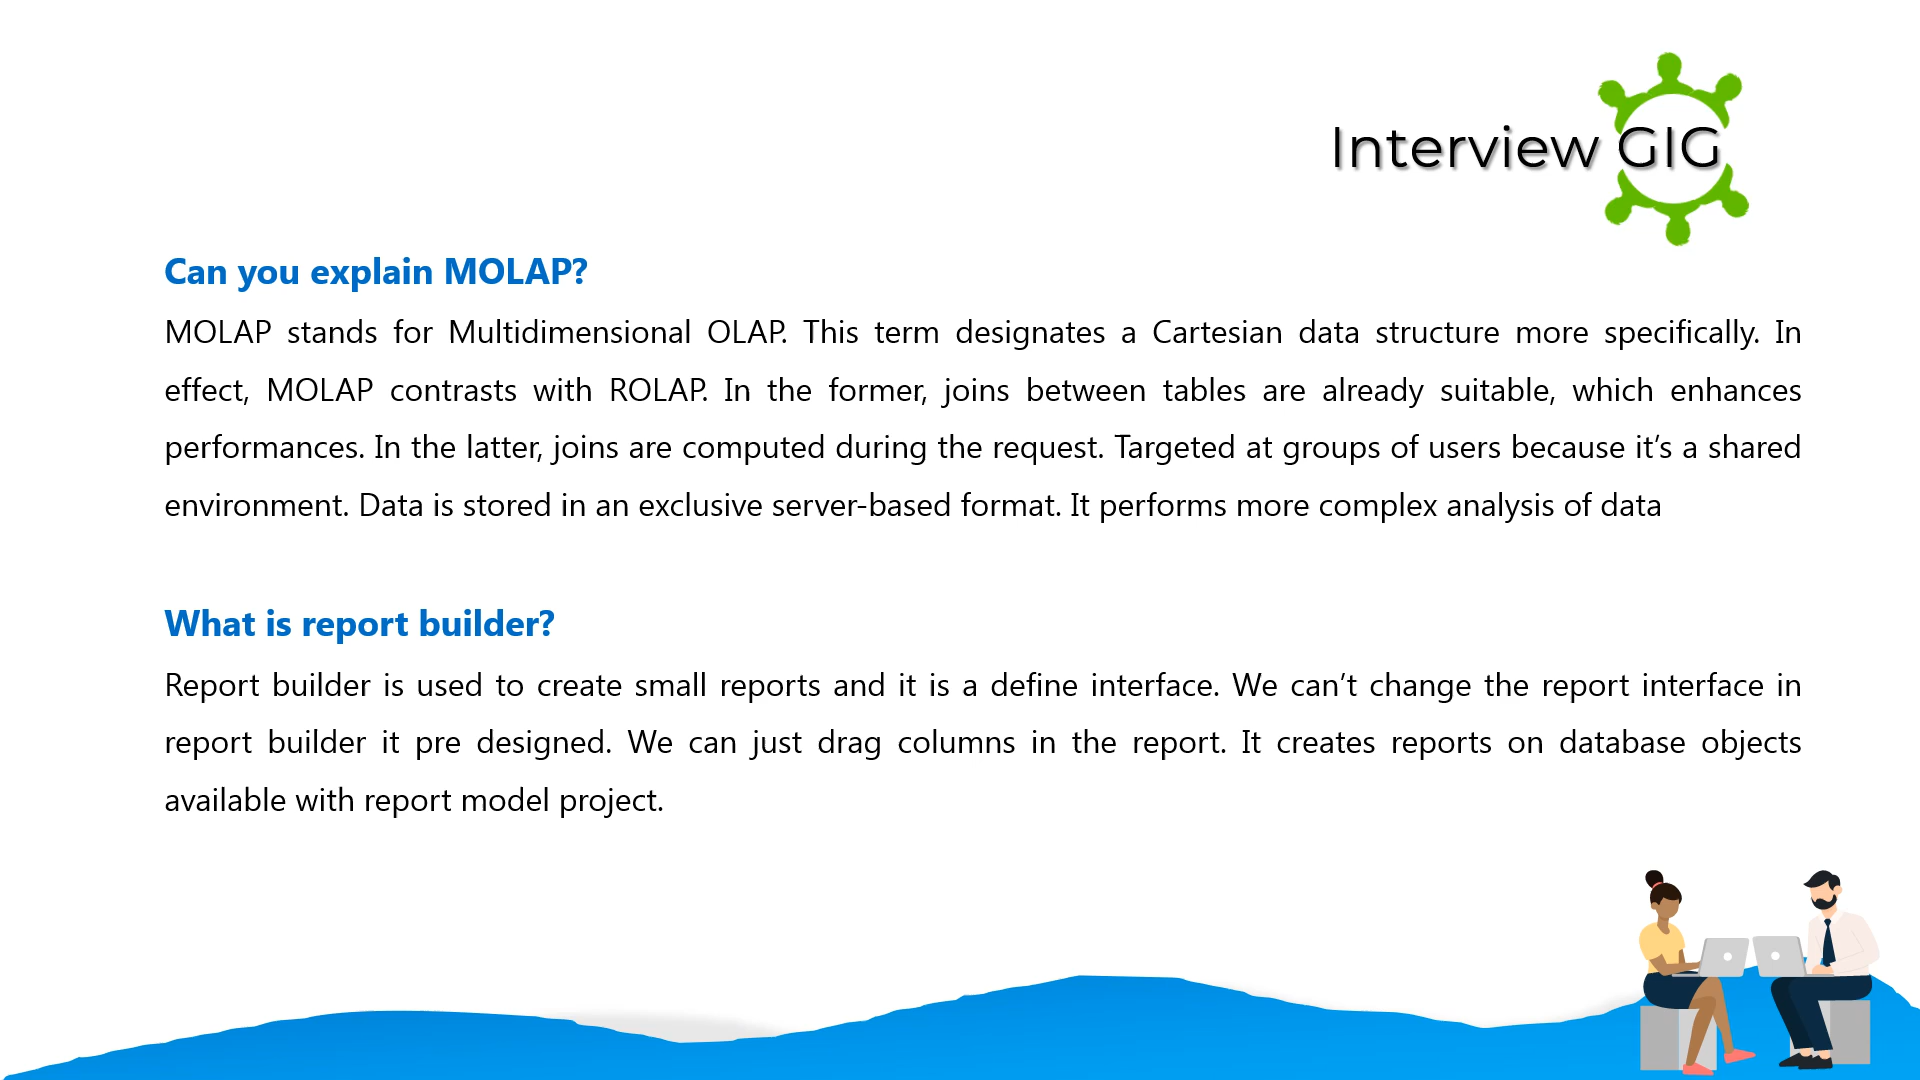 Interview GIG
Can you explain MOLAP?
MOLAP stands for Multidimensional OLAP. This term designates a Cartesian data structure more specifically. In
effect, MOLAP contrasts with ROLAP. In the former, joins between tables are already suitable, which enhances
performances. In the latter, joins are computed during the request. Targeted at groups of users because it’s a shared
environment. Data is stored in an exclusive server-based format. It performs more complex analysis of data
What is report builder?
Report builder is used to create small reports and it is a define interface. We can’t change the report interface in
report builder it pre designed. We can just drag columns in the report. It creates reports on database objects
available with report model project.